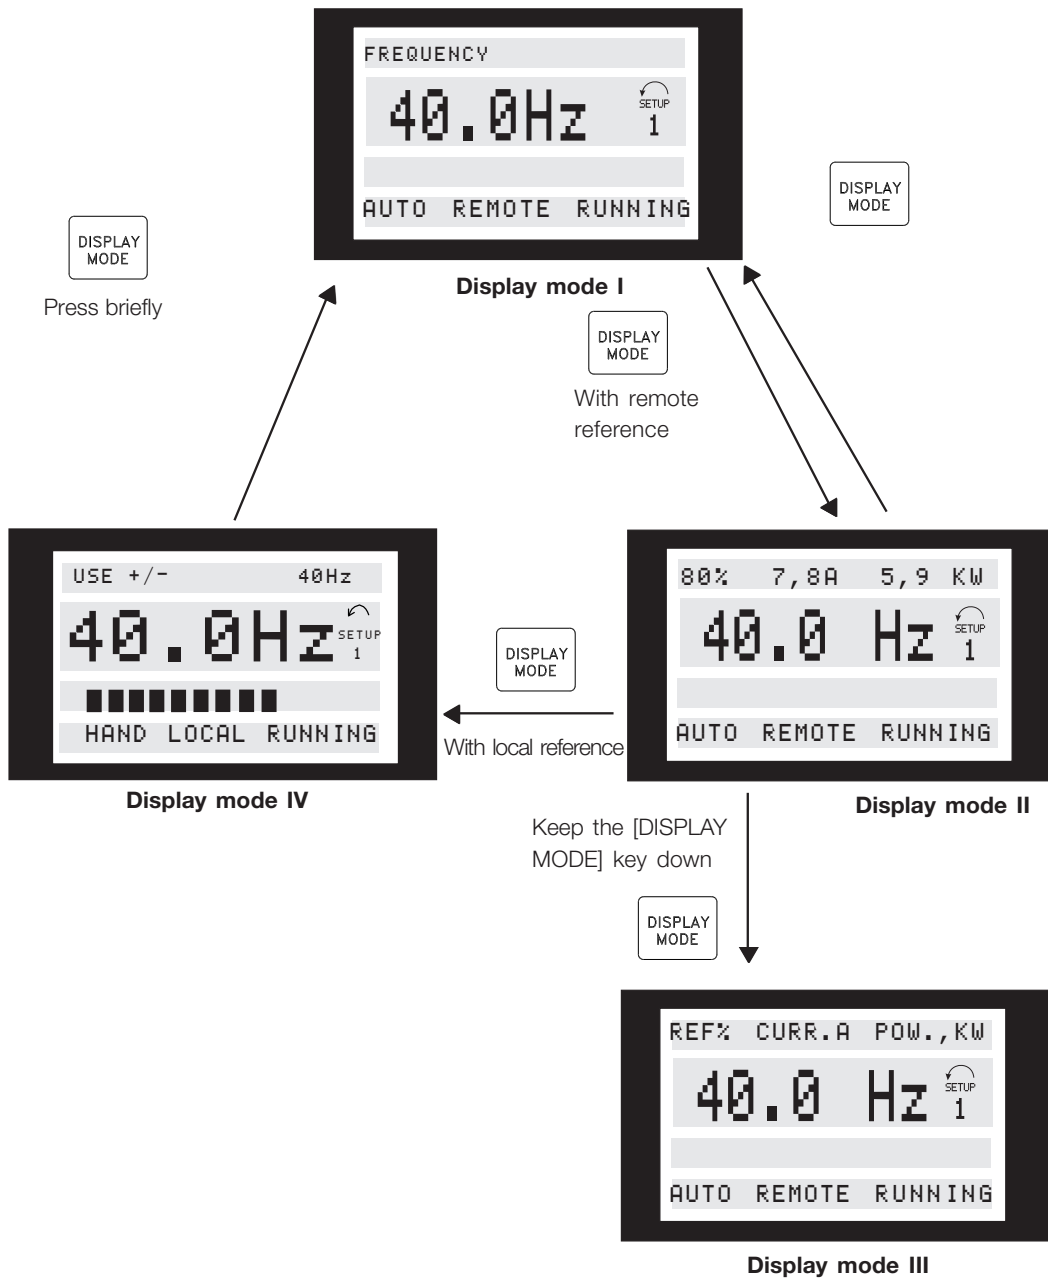 FREQUENCY
40.0Hz
SETUP
1
AUTO REMOTE RUNNING
Display mode I
DISPLAY
MODE
Press briefly
DISPLAY
MODE
DISPLAY
MODE
With remote
reference
USE +/- 40Hz
40.0Hz
SETUP
1
HAND LOCAL RUNNING
Display mode IV
DISPLAY
MODE
With local reference
80% 7,8A 5,9 KW
40.0 Hz
SETUP
1
AUTO REMOTE RUNNING
Display mode II
Keep the [DISPLAY
MODE] key down
DISPLAY
MODE
REF% CURR.A POW.,KW
40.0 Hz
SETUP
1
AUTO REMOTE RUNNING
Display mode III